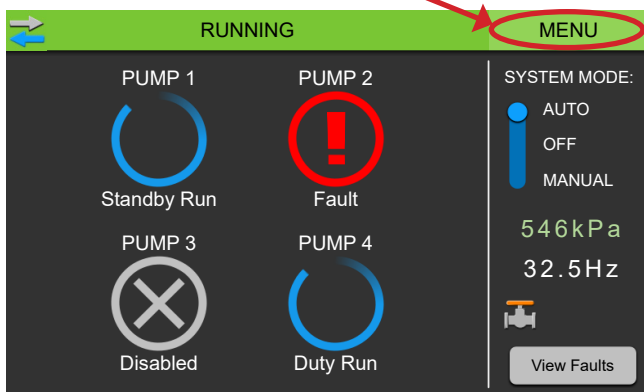 RUNNING
MENU
PUMP 1
PUMP 2
Standby Run
Fault
PUMP 3
PUMP 4
Disabled
Duty Run
SYSTEM MODE:
AUTO
OFF
MANUAL
546kPa
32.5Hz
View Faults